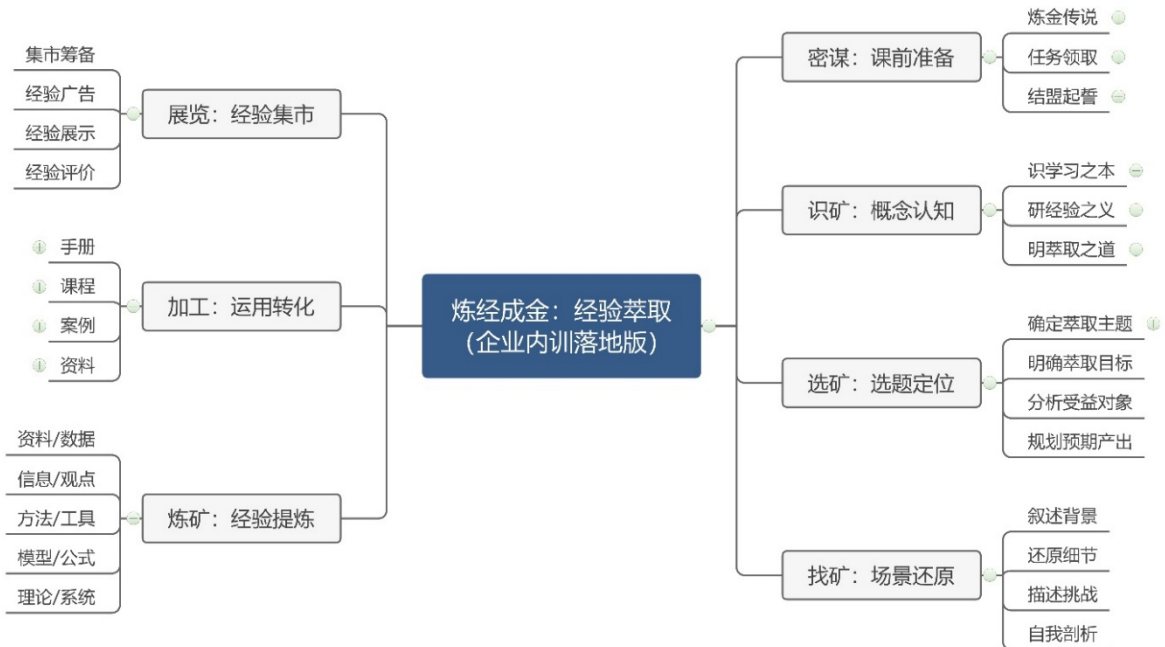 炼经成金：经验萃取
（企业内训落地版）
密谋：课前准备
炼金传说
任务领取
结盟起誓
识矿：概念认知
识学习之本
研经验之义
明萃取之道
选矿：选题定位
确定萃取主题
明确萃取目标
分析受益对象
规划预期产出
找矿：场景还原
叙述背景
还原细节
描述挑战
自我剖析
炼矿：经验提炼
资料/数据
信息/观点
方法/工具
模型/公式
理论/系统
加工：运用转化
手册
课程
案例
资料
展览：经验集市
集市筹备
经验广告
经验展示
经验评价